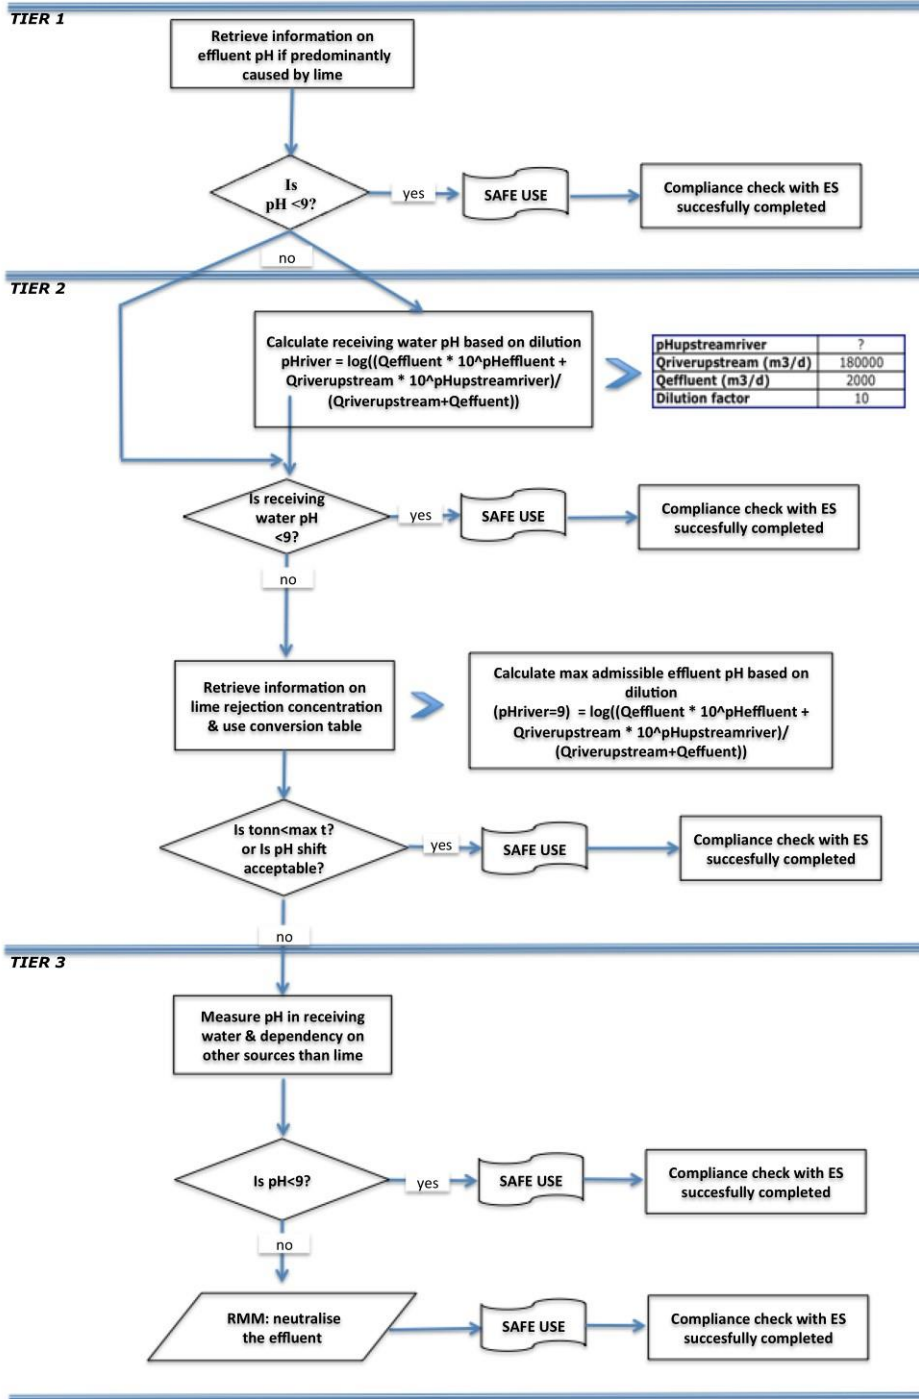 TIER 1
Retrieve information on
effluent pH if predominantly
caused by lime
Is
pH <9?
yes
SAFE USE
Compliance check with ES
succesfully completed
no
TIER 2
Calculate receiving water pH based on dilution
pHriver = log((Qeffluent * 10^pHeffluent +
Qriverupstream * 10^pHupstreamriver)/
(Qriverupstream+Qeffuent))
pHupstreamriver ?
Qriverupstream (m3/d) 180000
Qeffluent (m3/d) 2000
Dilution factor 10
Is receiving
water pH
<9?
yes
SAFE USE
Compliance check with ES
succesfully completed
no
Retrieve information on
lime rejection concentration
& use conversion table
Calculate max admissible effluent pH based on
dilution
(pHriver=9) = log((Qeffluent * 10^pHeffluent +
Qriverupstream * 10^pHupstreamriver)/
(Qriverupstream+Qeffuent))
Is tonn<max t?
or Is pH shift
acceptable?
yes
SAFE USE
Compliance check with ES
succesfully completed
no
TIER 3
Measure pH in receiving
water & dependency on
other sources than lime
Is pH<9?
yes
SAFE USE
Compliance check with ES
succesfully completed
no
RMM: neutralise
the effluent
SAFE USE
Compliance check with ES
succesfully completed